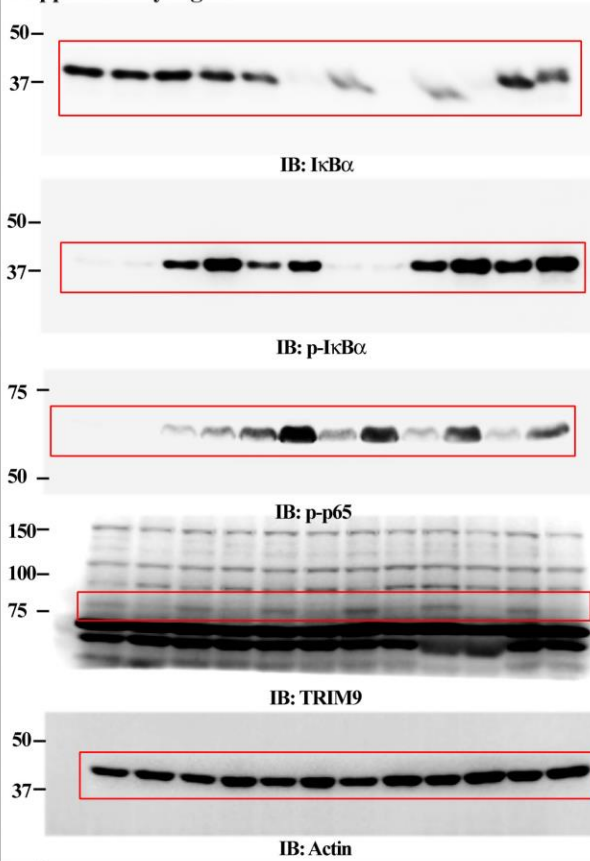 50–
37–
IB: IκBα
50–
37–
IB: p-IκBα
75 –
50 –
IB: p-p65
150–
100–
75 –
IB: TRIM9
50–
37–
IB: Actin